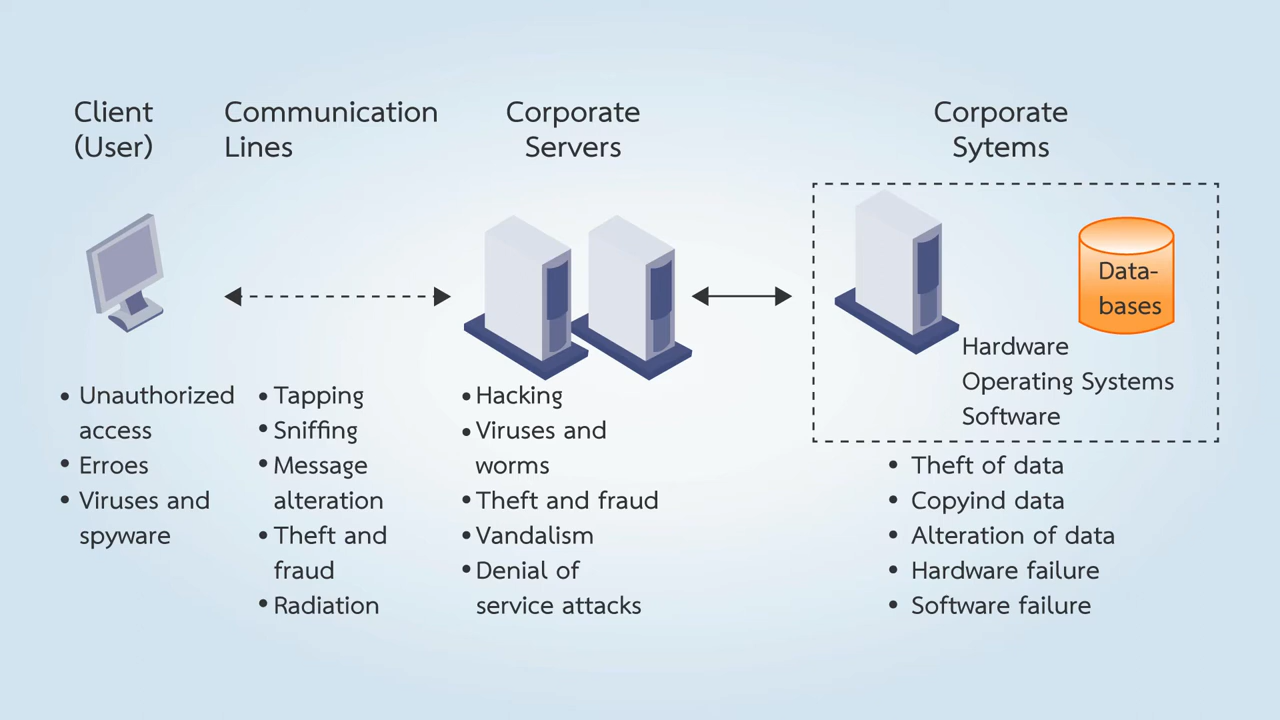 Client
(User)
Communication
Lines
Corporate
Servers
Corporate
Sytems
Data-
bases
Hardware
Operating Systems
Software
• Unauthorized
access
• Erroes
• Viruses and
spyware
• Tapping
• Sniffing
• Message
alteration
• Theft and
fraud
• Radiation
• Hacking
• Viruses and
worms
• Theft and fraud
• Vandalism
• Denial of
service attacks
• Theft of data
• Copyind data
• Alteration of data
• Hardware failure
• Software failure